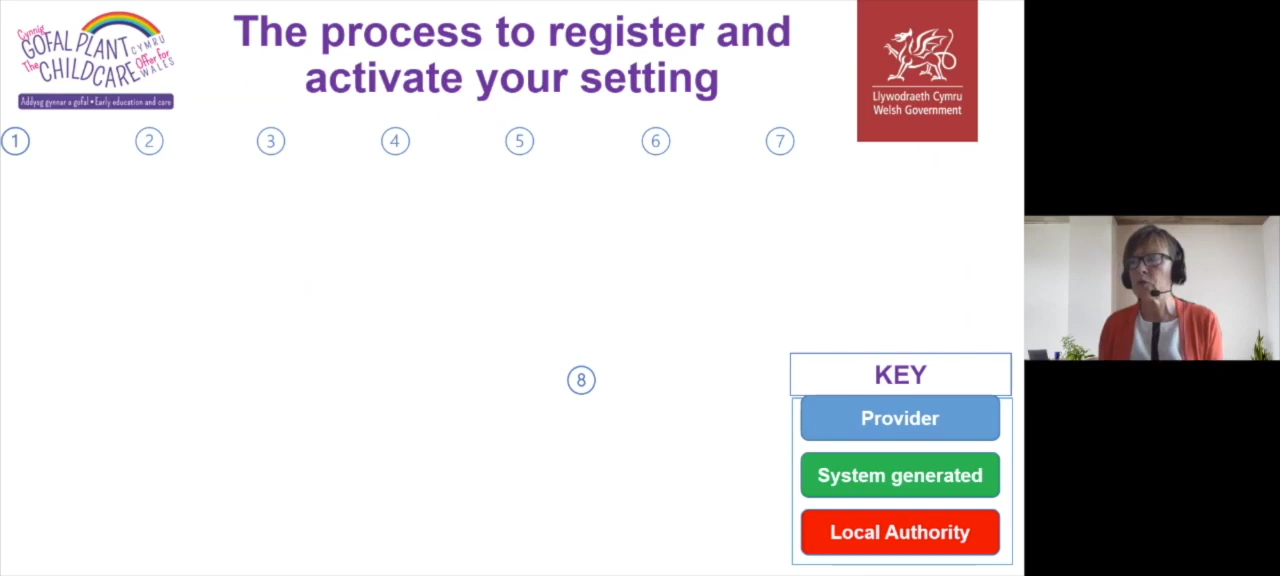 Cynnig
GOFAL PLANT
CYMRU
The
CHILDCARE
Offer for
WALES
Addysg gynnar a gofal • Early education and care
The process to register and
activate your setting
Llywodraeth Cymru
Welsh Government
1 2 3 4 5 6 7
8
KEY
Provider
System generated
Local Authority